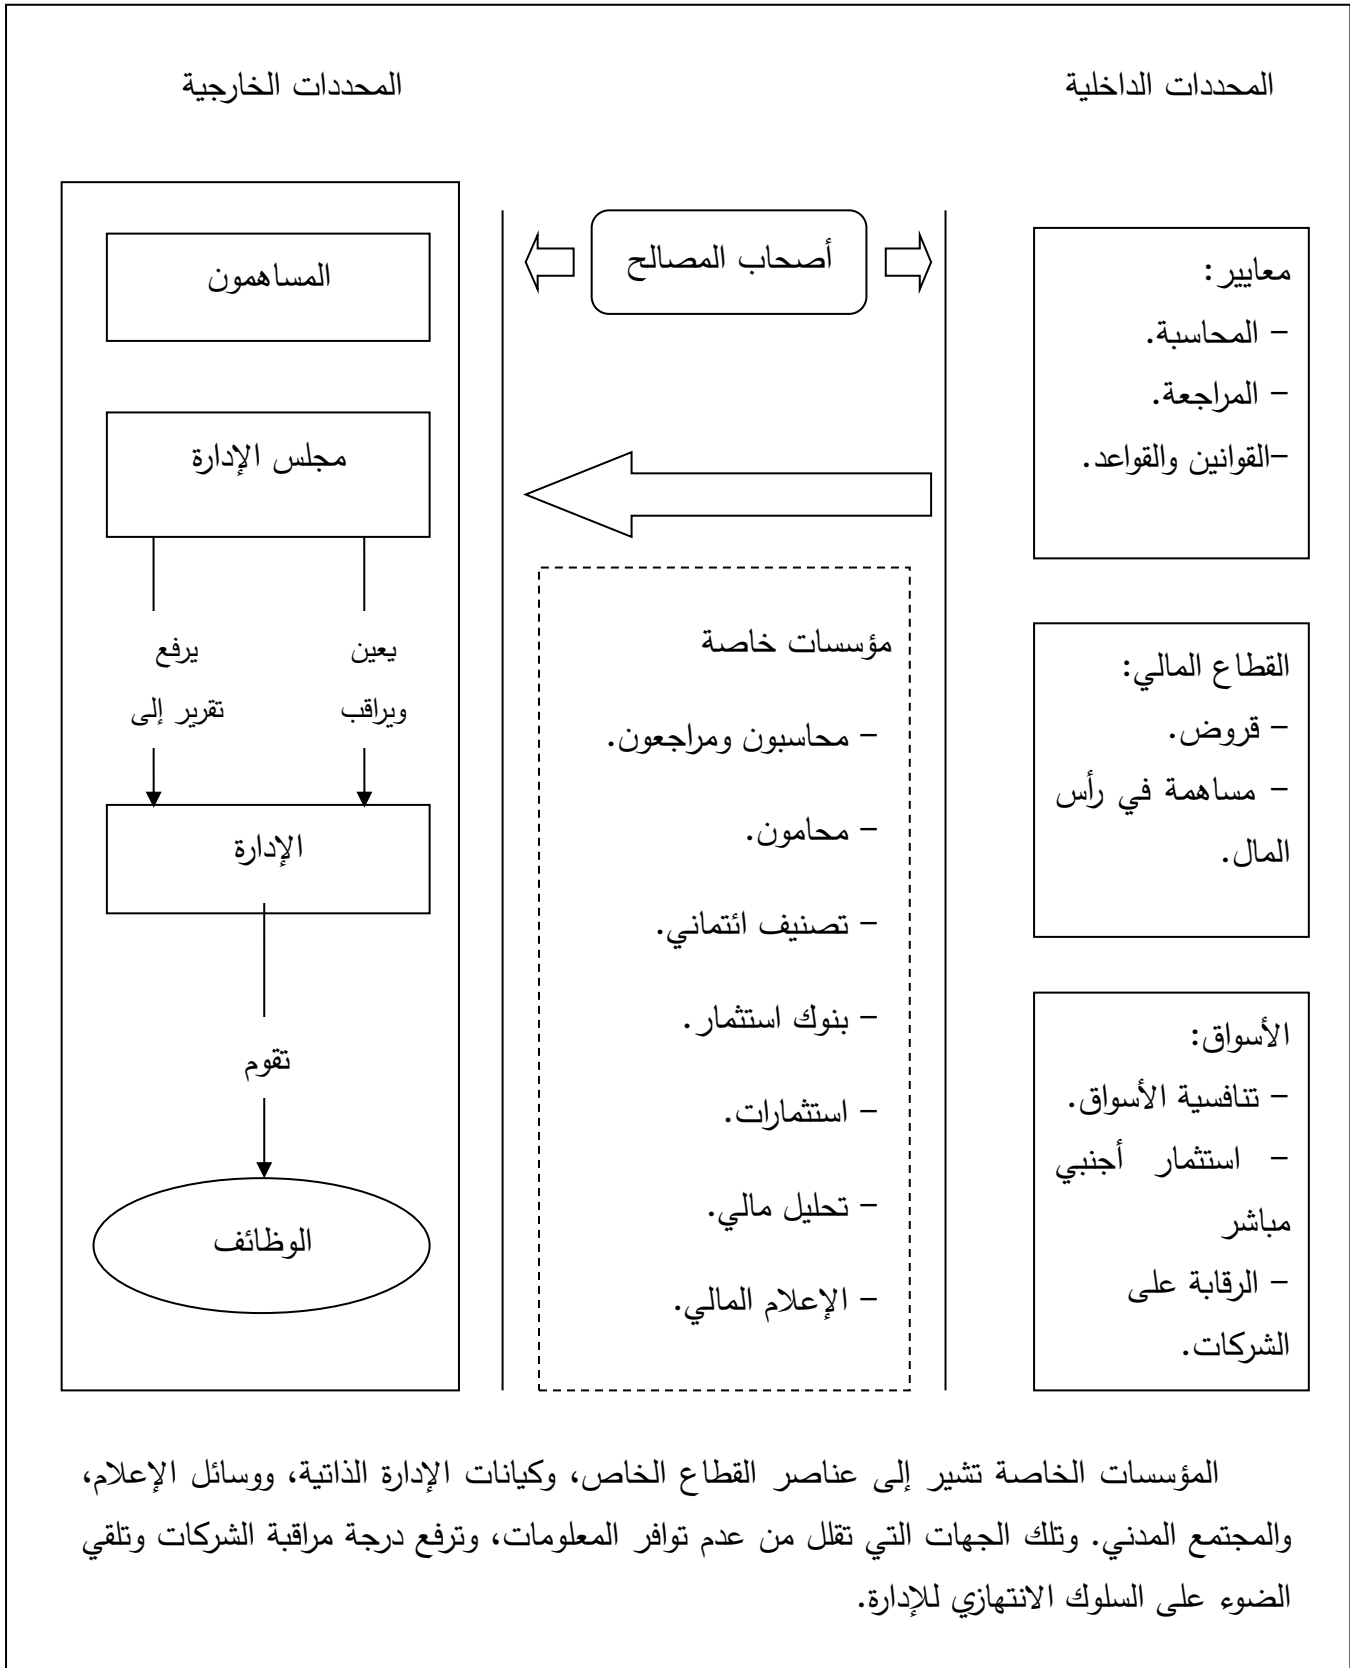 المحددات الداخلية
المحددات الخارجية
معايير:
– المحاسبة.
– المراجعة.
–القوانين والقواعد.
القطاع المالي:
– قروض.
– مساهمة في رأس
المال.
الأسواق:
– تنافسية الأسواق.
– استثمار أجنبي
مباشر
– الرقابة على
الشركات.
أصحاب المصالح
مؤسسات خاصة
– محاسبون ومراجعون.
– محامون.
– تصنيف ائتماني.
– بنوك استثمار.
– استثمارات.
– تحليل مالي.
– الإعلام المالي.
المساهمون
مجلس الإدارة
يعين
ويراقب
يرفع
تقرير إلى
الإدارة
تقوم
الوظائف
المؤسسات الخاصة تشير إلى عناصر القطاع الخاص، وكيانات الإدارة الذاتية، ووسائل الإعلام،
والمجتمع المدني. وتلك الجهات التي تقلل من عدم توافر المعلومات، وترفع درجة مراقبة الشركات وتلقي
الضوء على السلوك الانتهازي للإدارة.